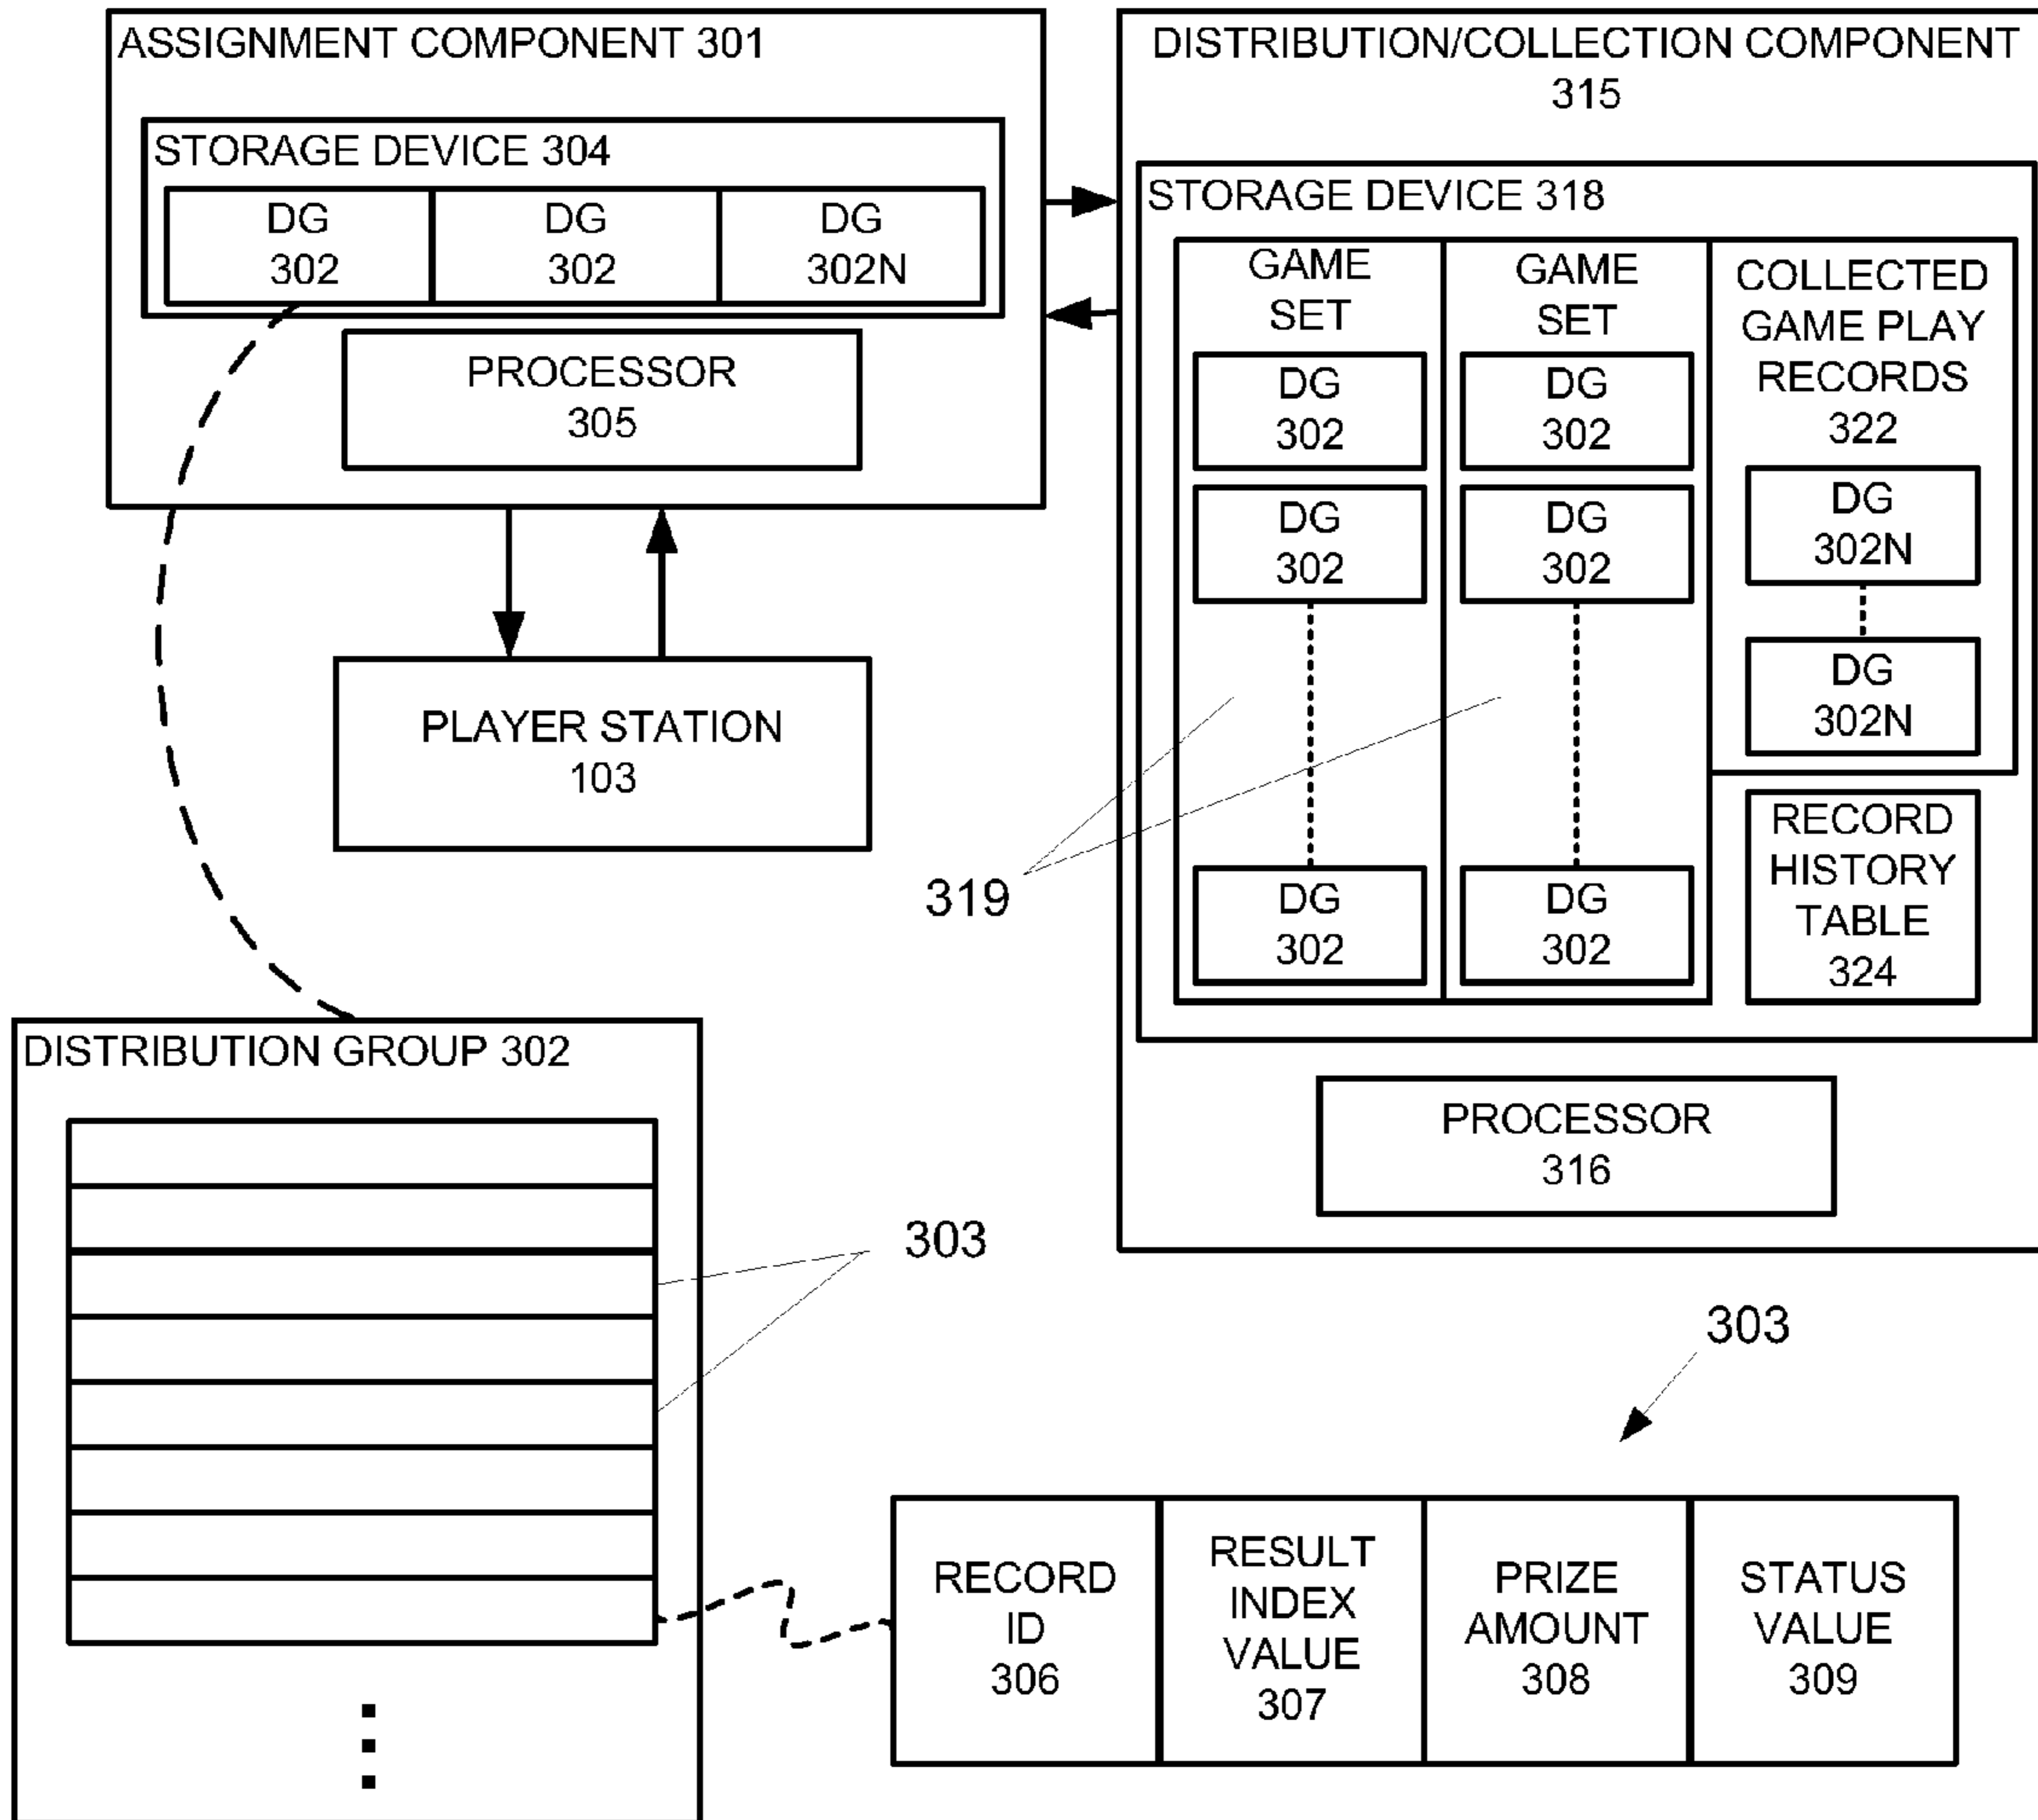 ASSIGNMENT COMPONENT 301
STORAGE DEVICE 304
DG
302
DG
302
DG
302N
PROCESSOR
305
PLAYER STATION
103
DISTRIBUTION/COLLECTION COMPONENT
315
STORAGE DEVICE 318
GAME
SET
DG
302
DG
302
DG
302
GAME
SET
DG
302
DG
302
DG
302
COLLECTED
GAME PLAY
RECORDS
322
DG
302N
DG
302N
RECORD
HISTORY
TABLE
324
319
PROCESSOR
316
DISTRIBUTION GROUP 302
303
303
RECORD
ID
306
RESULT
INDEX
VALUE
307
PRIZE
AMOUNT
308
STATUS
VALUE
309